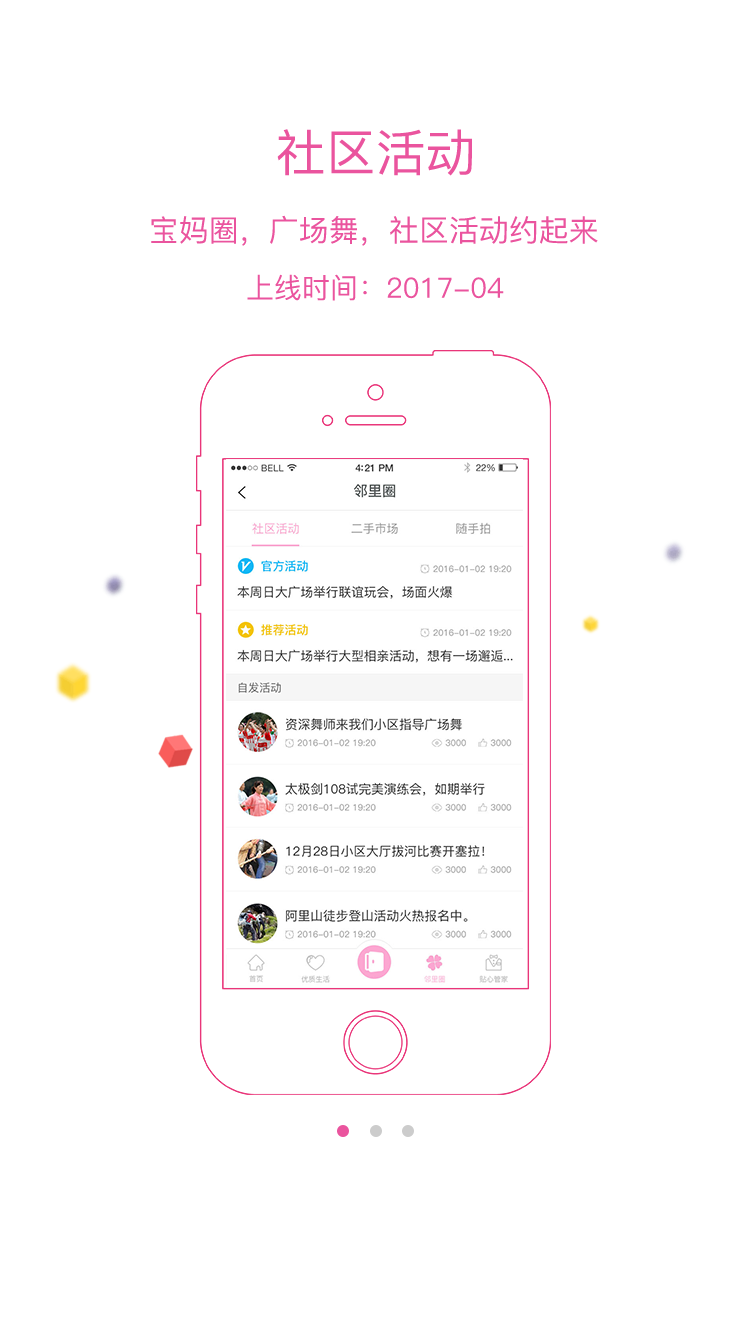 社区活动
宝妈圈，广场舞，社区活动约起来
上线时间：2017-04
BELL 4:21 PM 22%
邻里圈
社区活动 二手市场 随手拍
官方活动 2016-01-02 19:20
本周日大广场举行联谊玩会，场面火爆
推荐活动 2016-01-02 19:20
本周日大广场举行大型相亲活动，想有一场邂逅...
自发活动
资深舞师来我们小区指导广场舞
2016-01-02 19:20 3000 3000
太极剑108试完美演练会，如期举行
2016-01-02 19:20 3000 3000
12月28日小区大厅拔河比赛开塞拉！
2016-01-02 19:20 3000 3000
阿里山徒步登山活动火热报名中。
2016-01-02 19:20 3000 3000
首页 优质生活 邻里圈 贴心管家